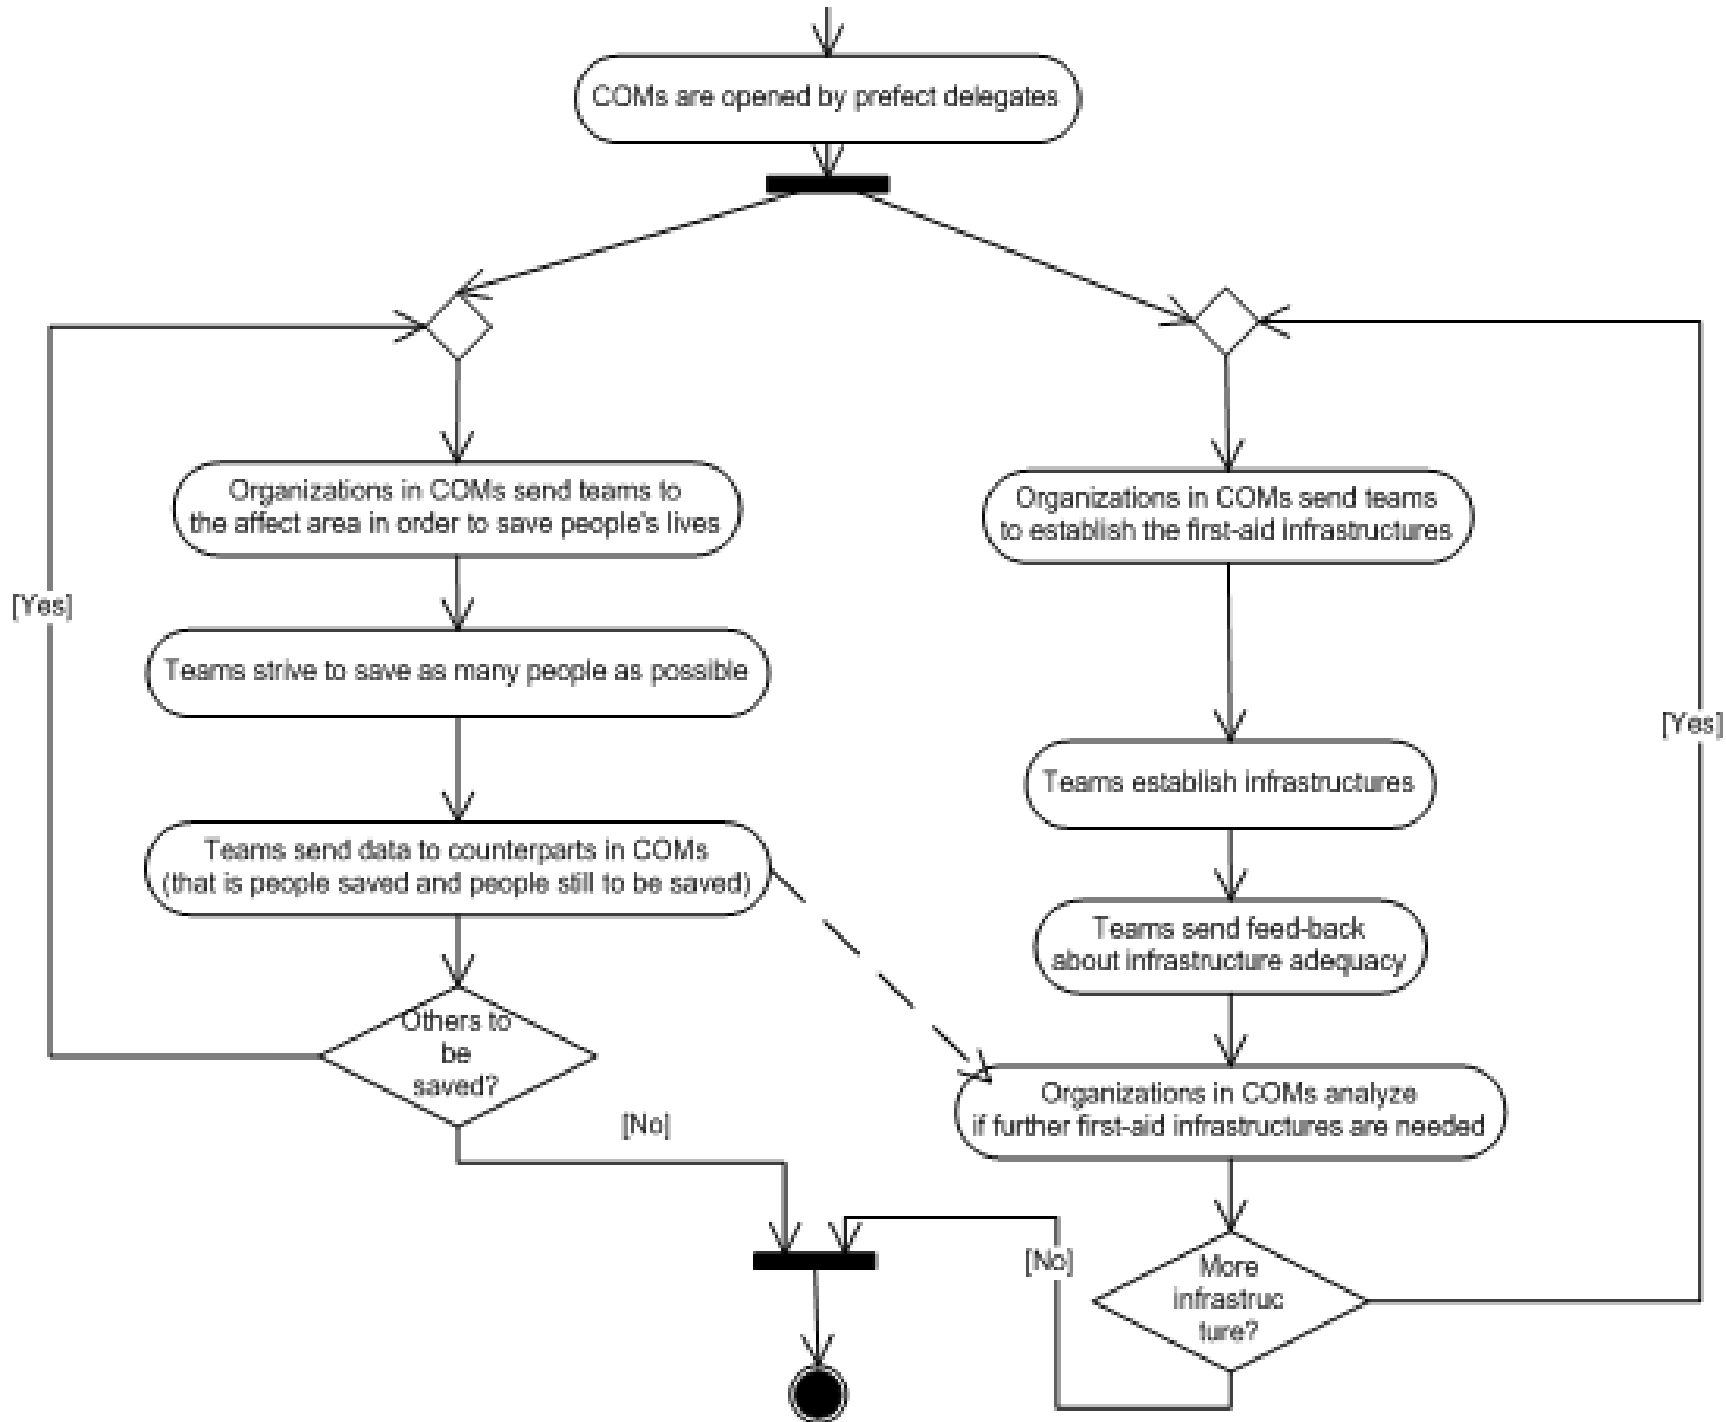 COMs are opened by prefect delegates
Organizations in COMs send teams to
the affect area in order to save people's lives
Organizations in COMs send teams
to establish the first-aid infrastructures
[Yes]
Teams strive to save as many people as possible
[Yes]
Teams establish infrastructures
Teams send data to counterparts in COMs
(that is people saved and people still to be saved)
Teams send feed-back
about infrastructure adequacy
Others to
be
saved?
[No]
Organizations in COMs analyze
if further first-aid infrastructures are needed
[No]
More
infrastruc
ture?